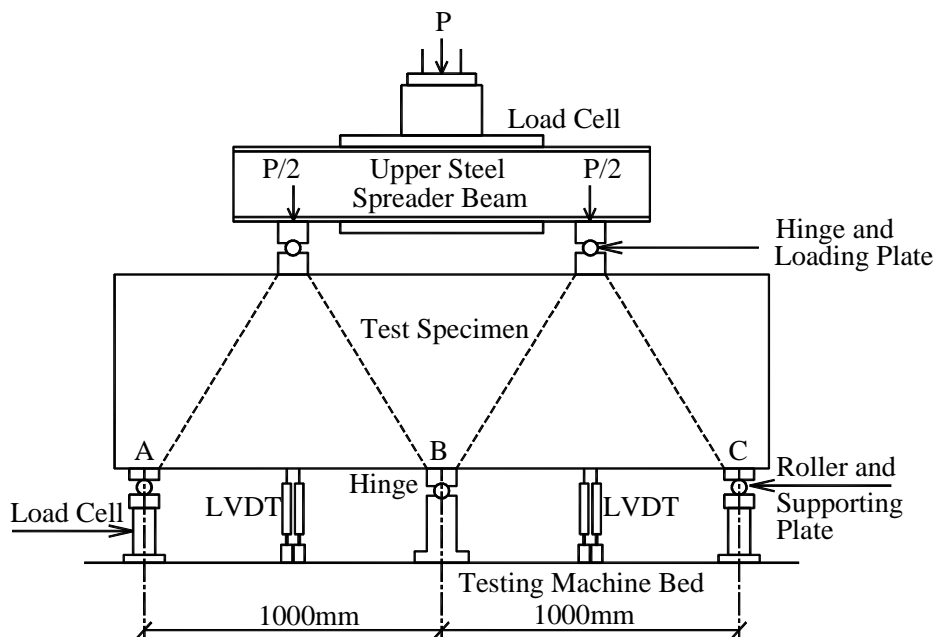 P
Load Cell
P/2
Upper Steel
Spreader Beam
P/2
Hinge and
Loading Plate
Test Specimen
A
B
C
Hinge
Roller and
Supporting
Plate
Load Cell
LVDT
LVDT
Testing Machine Bed
1000mm
1000mm